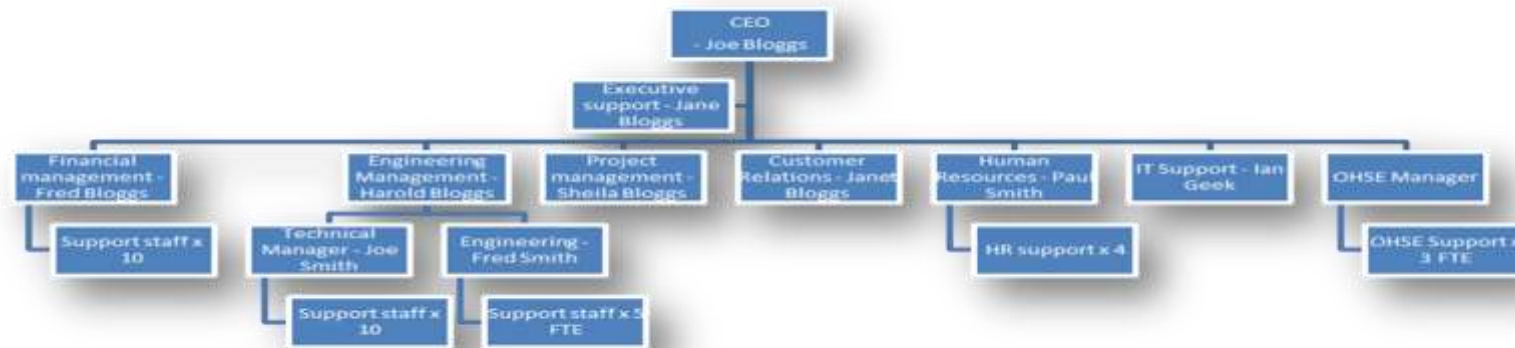 CEO
- Joe Bloggs
Executive
support - Jane
Bloggs
Financial
management -
Fred Bloggs
Engineering
Management -
Harold Bloggs
Project
management -
Sheila Bloggs
Customer
Relations - Janet
Bloggs
Human
Resources - Paul
Smith
IT Support - Ian
Geek
OHSE Manager
Support staff x
10
Technical
Manager - Joe
Smith
Engineering -
Fred Smith
HR support x 4
OHSE Support x
3 FTE
Support staff x
10
Support staff x 5
FTE